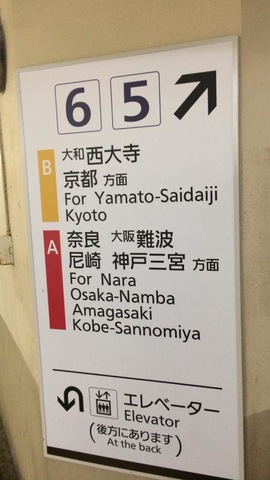 6 5
B
大和西大寺
京都 方面
For Yamato-Saidaiji
Kyoto
A
奈良 大阪難波
尼崎 神戸三宮 方面
For Nara
Osaka-Namba
Amagasaki
Kobe-Sannomiya
エレベーター
Elevator
(後方にあります)
At the back